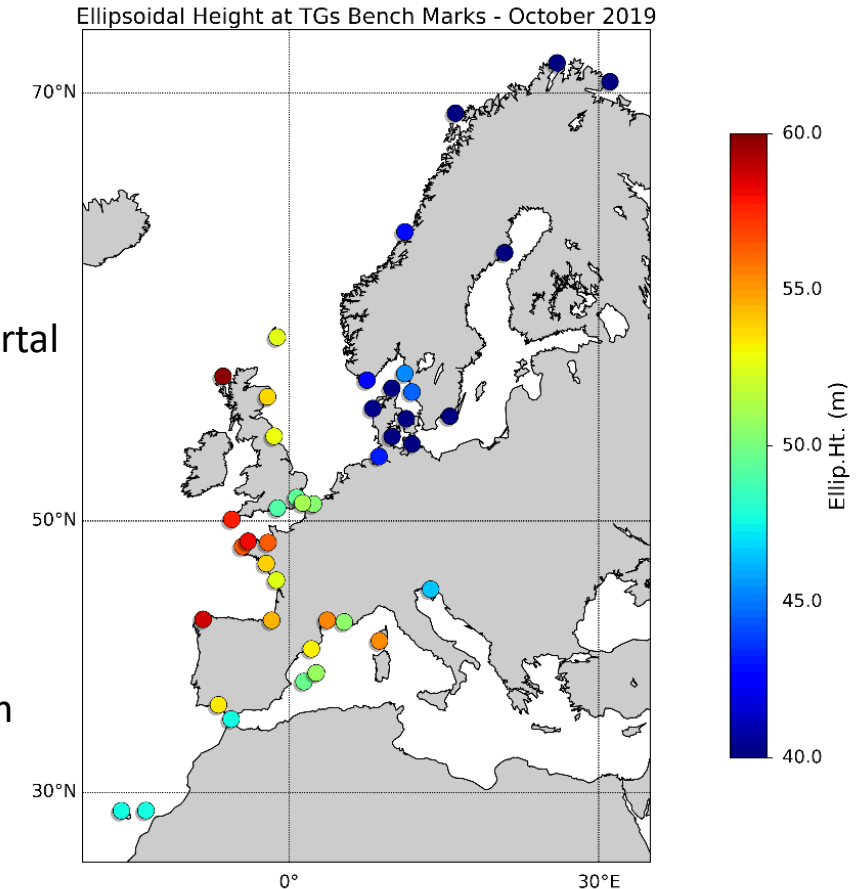 Ellipsoidal Height at TGs Bench Marks - October 2019
70°N
60.0
55.0
rtal
50.0
Ellip.Ht. (m)
50°N
45.0
m
40.0
30°N
0°
30°E